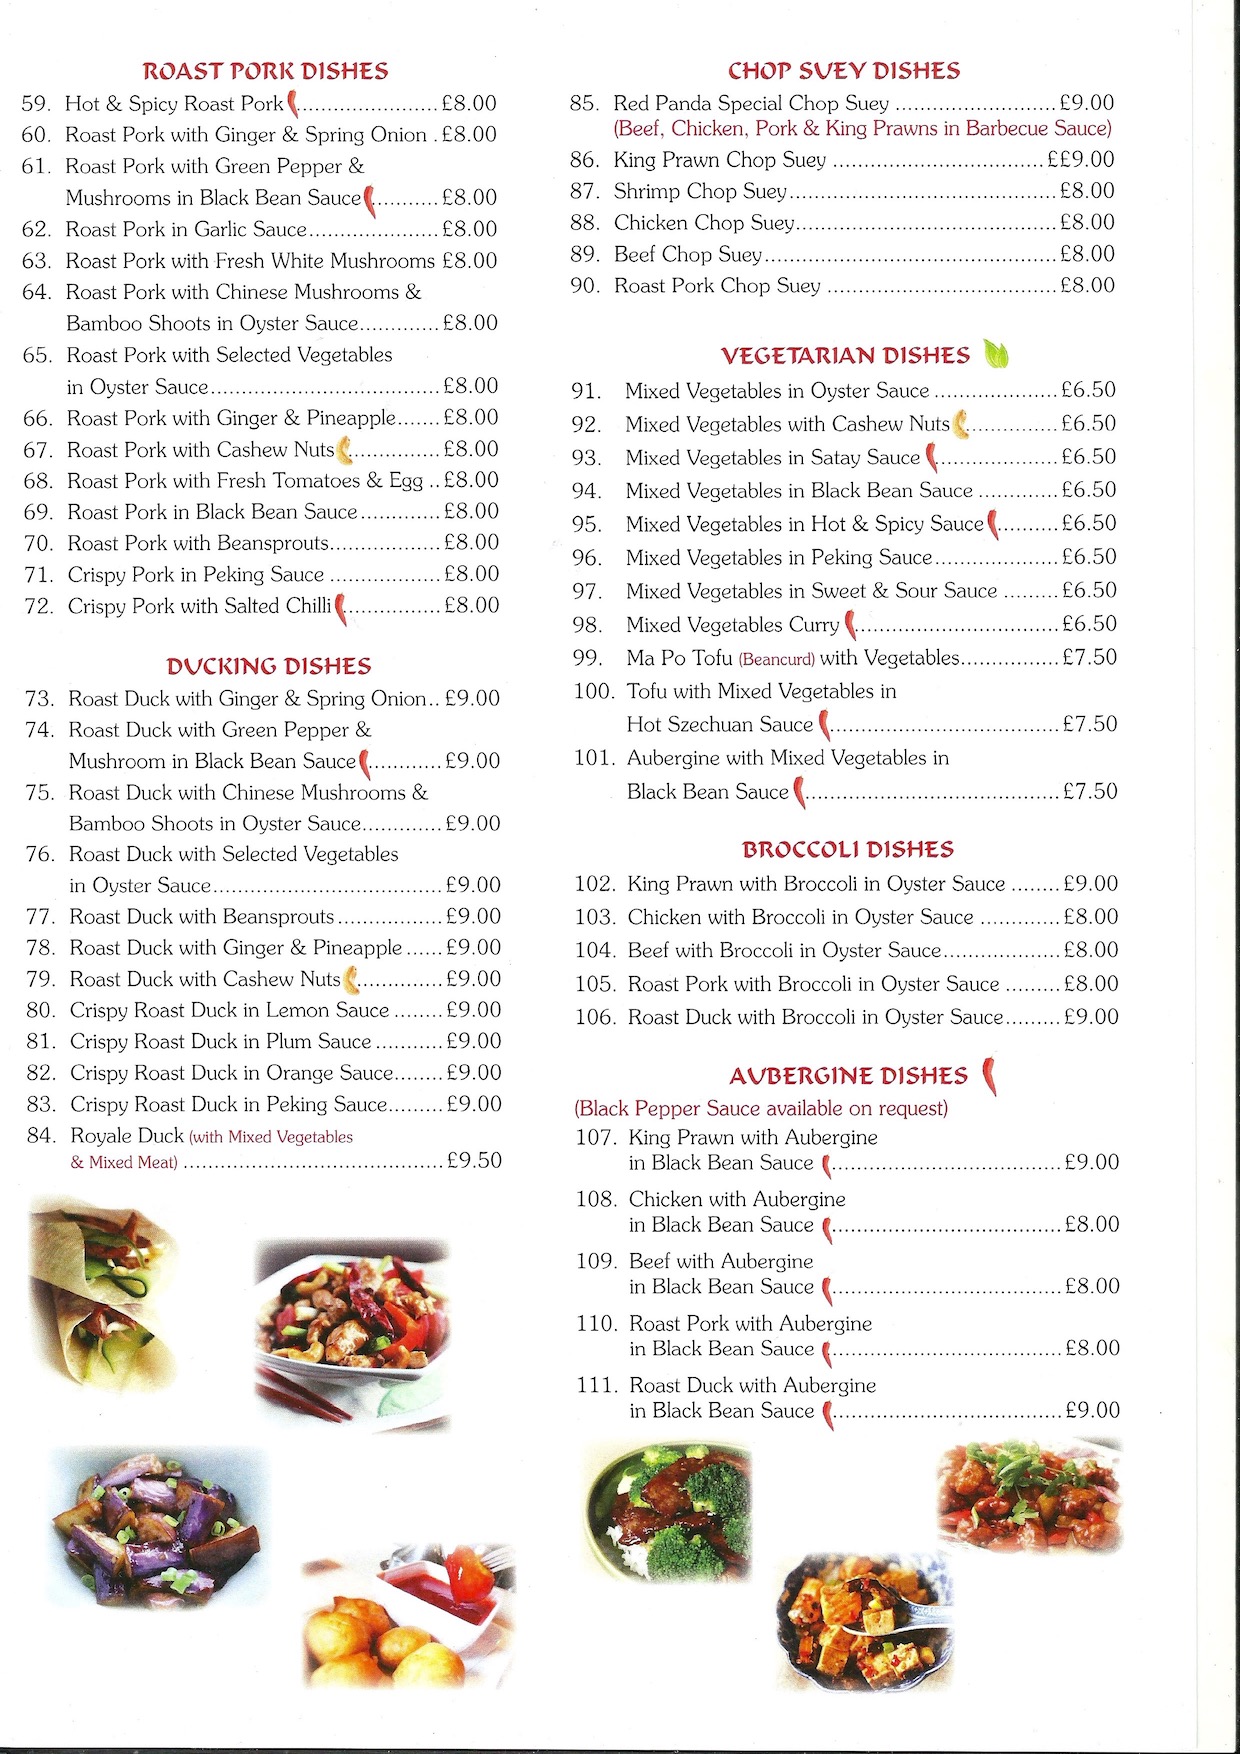 ROAST PORK DISHES
59. Hot & Spicy Roast Pork......................£8.00
60. Roast Pork with Ginger & Spring Onion .£8.00
61. Roast Pork with Green Pepper &
Mushrooms in Black Bean Sauce...........£8.00
62. Roast Pork in Garlic Sauce.....................£8.00
63. Roast Pork with Fresh White Mushrooms £8.00
64. Roast Pork with Chinese Mushrooms &
Bamboo Shoots in Oyster Sauce.............£8.00
65. Roast Pork with Selected Vegetables
in Oyster Sauce.....................................£8.00
66. Roast Pork with Ginger & Pineapple.......£8.00
67. Roast Pork with Cashew Nuts...............£8.00
68. Roast Pork with Fresh Tomatoes & Egg ..£8.00
69. Roast Pork in Black Bean Sauce.............£8.00
70. Roast Pork with Beansprouts..................£8.00
71. Crispy Pork in Peking Sauce ..................£8.00
72. Crispy Pork with Salted Chilli................£8.00
DUCKING DISHES
73. Roast Duck with Ginger & Spring Onion.. £9.00
74. Roast Duck with Green Pepper &
Mushroom in Black Bean Sauce............£9.00
75. Roast Duck with Chinese Mushrooms &
Bamboo Shoots in Oyster Sauce.............£9.00
76. Roast Duck with Selected Vegetables
in Oyster Sauce.....................................£9.00
77. Roast Duck with Beansprouts.................£9.00
78. Roast Duck with Ginger & Pineapple ......£9.00
79. Roast Duck with Cashew Nuts..............£9.00
80. Crispy Roast Duck in Lemon Sauce ........£9.00
81. Crispy Roast Duck in Plum Sauce ...........£9.00
82. Crispy Roast Duck in Orange Sauce........£9.00
83. Crispy Roast Duck in Peking Sauce.........£9.00
84. Royale Duck (with Mixed Vegetables
& Mixed Meat) ..........................................£9.50
CHOP SUEY DISHES
85. Red Panda Special Chop Suey ..........................£9.00
(Beef, Chicken, Pork & King Prawns in Barbecue Sauce)
86. King Prawn Chop Suey ..................................££9.00
87. Shrimp Chop Suey...........................................£8.00
88. Chicken Chop Suey..........................................£8.00
89. Beef Chop Suey...............................................£8.00
90. Roast Pork Chop Suey .....................................£8.00
VEGETARIAN DISHES
91. Mixed Vegetables in Oyster Sauce ....................£6.50
92. Mixed Vegetables with Cashew Nuts...............£6.50
93. Mixed Vegetables in Satay Sauce ....................£6.50
94. Mixed Vegetables in Black Bean Sauce .............£6.50
95. Mixed Vegetables in Hot & Spicy Sauce..........£6.50
96. Mixed Vegetables in Peking Sauce....................£6.50
97. Mixed Vegetables in Sweet & Sour Sauce .........£6.50
98. Mixed Vegetables Curry .................................£6.50
99. Ma Po Tofu (Beancurd) with Vegetables................£7.50
100. Tofu with Mixed Vegetables in
Hot Szechuan Sauce .....................................£7.50
101. Aubergine with Mixed Vegetables in
Black Bean Sauce .........................................£7.50
BROCCOLI DISHES
102. King Prawn with Broccoli in Oyster Sauce ........£9.00
103. Chicken with Broccoli in Oyster Sauce .............£8.00
104. Beef with Broccoli in Oyster Sauce...................£8.00
105. Roast Pork with Broccoli in Oyster Sauce .........£8.00
106. Roast Duck with Broccoli in Oyster Sauce.........£9.00
AUBERGINE DISHES
(Black Pepper Sauce available on request)
107. King Prawn with Aubergine
in Black Bean Sauce .....................................£9.00
108. Chicken with Aubergine
in Black Bean Sauce .....................................£8.00
109. Beef with Aubergine
in Black Bean Sauce .....................................£8.00
110. Roast Pork with Aubergine
in Black Bean Sauce .....................................£8.00
111. Roast Duck with Aubergine
in Black Bean Sauce .....................................£9.00